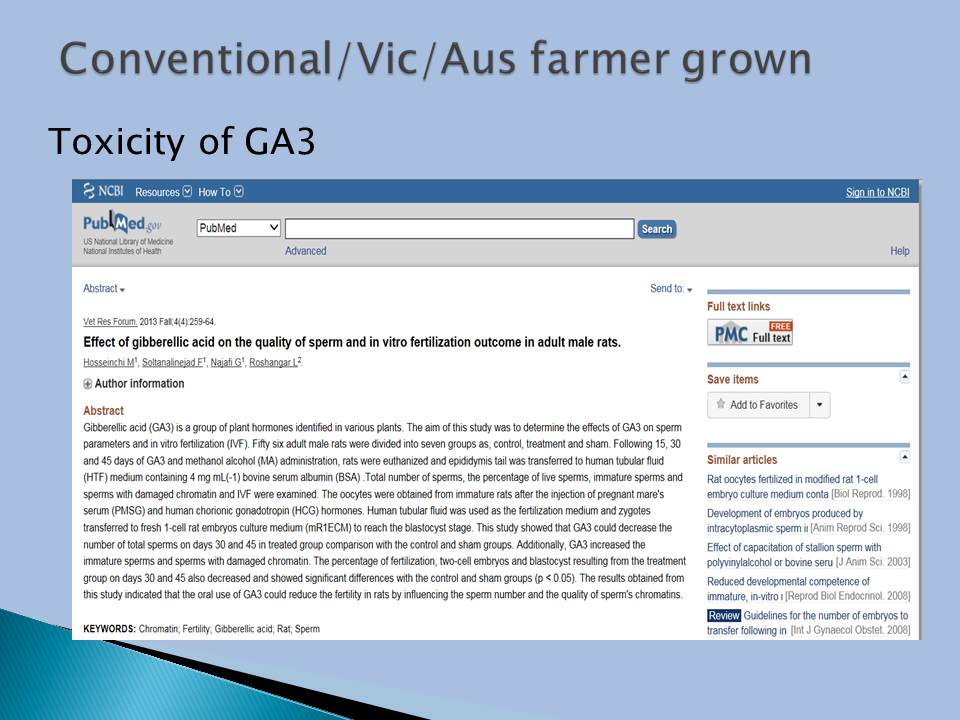 Conventional/Vic/Aus farmer grown
Toxicity of GA3
NCBI Resources How To Sign in to NCBI
PubMed.gov
US National Library of Medicine
National Institutes of Health
PubMed
Search
Advanced
Help
Abstract
Send to:
Vet Res Forum. 2013 Fall;4(4):259-64.
Effect of gibberellic acid on the quality of sperm and in vitro fertilization outcome in adult male rats.
Hosseinchi M1, Soltanalinejad F1, Najafi G1, Roshangar L2.
Author information
Abstract
Gibberellic acid (GA3) is a group of plant hormones identified in various plants. The aim of this study was to determine the effects of GA3 on sperm
parameters and in vitro fertilization (IVF). Fifty six adult male rats were divided into seven groups as, control, treatment and sham. Following 15, 30
and 45 days of GA3 and methanol alcohol (MA) administration, rats were euthanized and epididymis tail was transferred to human tubular fluid
(HTF) medium containing 4 mg mL(-1) bovine serum albumin (BSA) .Total number of sperms, the percentage of live sperms, immature sperms and
sperms with damaged chromatin and IVF were examined. The oocytes were obtained from immature rats after the injection of pregnant mare's
serum (PMSG) and human chorionic gonadotropin (HCG) hormones. Human tubular fluid was used as the fertilization medium and zygotes
transferred to fresh 1-cell rat embryos culture medium (mR1ECM) to reach the blastocyst stage. This study showed that GA3 could decrease the
number of total sperms on days 30 and 45 in treated group comparison with the control and sham groups. Additionally, GA3 increased the
immature sperms and sperms with damaged chromatin. The percentage of fertilization, two-cell embryos and blastocyst resulting from the treatment
group on days 30 and 45 also decreased and showed significant differences with the control and sham groups (p < 0.05). The results obtained from
this study indicated that the oral use of GA3 could reduce the fertility in rats by influencing the sperm number and the quality of sperm's chromatins.
KEYWORDS: Chromatin; Fertility; Gibberellic acid; Rat; Sperm
Full text links
PMC FREE
Full text
Save items
Add to Favorites
Similar articles
Rat oocytes fertilized in modified rat 1-cell
embryo culture medium conta [Biol Reprod. 1998]
Development of embryos produced by
intracytoplasmic sperm i [Anim Reprod Sci. 1998]
Effect of capacitation of stallion sperm with
polyvinylalcohol or bovine seru [J Anim Sci. 2003]
Reduced developmental competence of
immature, in-vitro [Reprod Biol Endocrinol. 2008]
Review Guidelines for the number of embryos to
transfer following in [Int J Gynaecol Obstet. 2008]